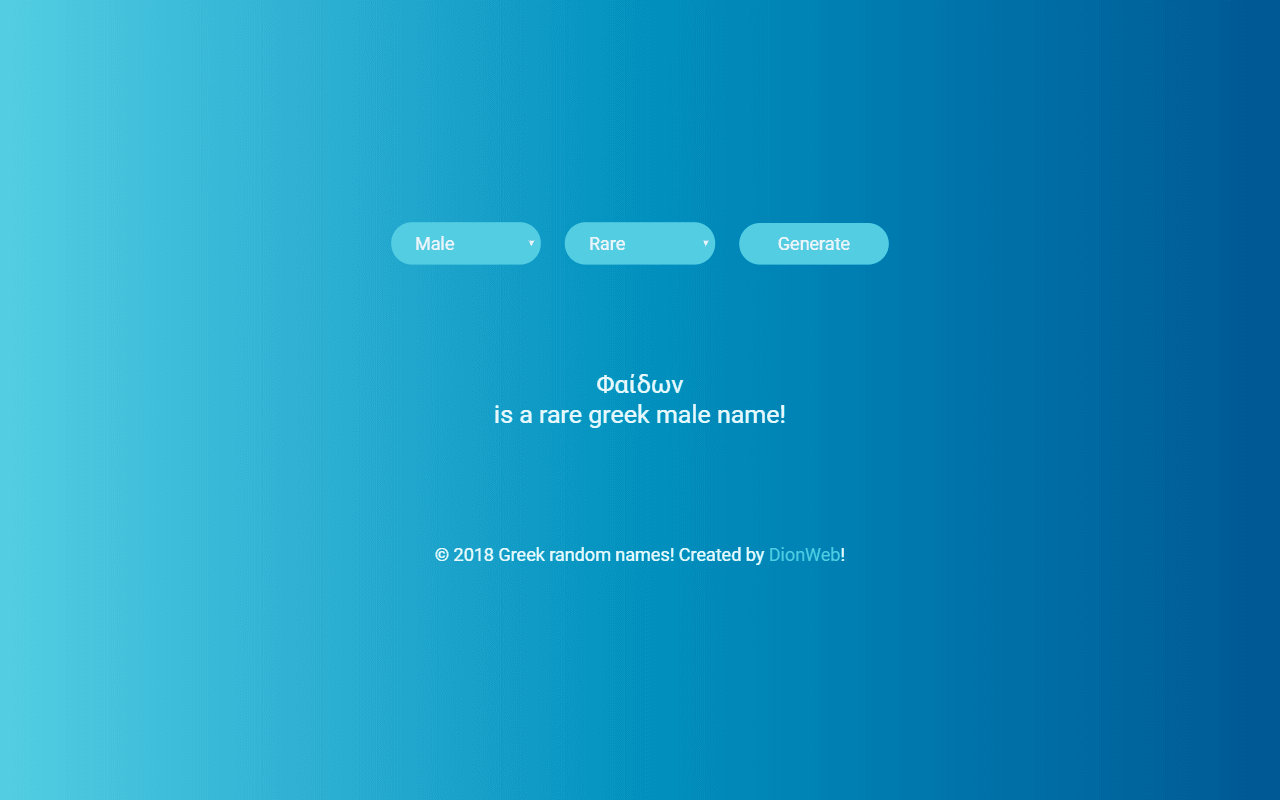 Male Rare Generate
Φαίδων
is a rare greek male name!
© 2018 Greek random names! Created by DionWeb!